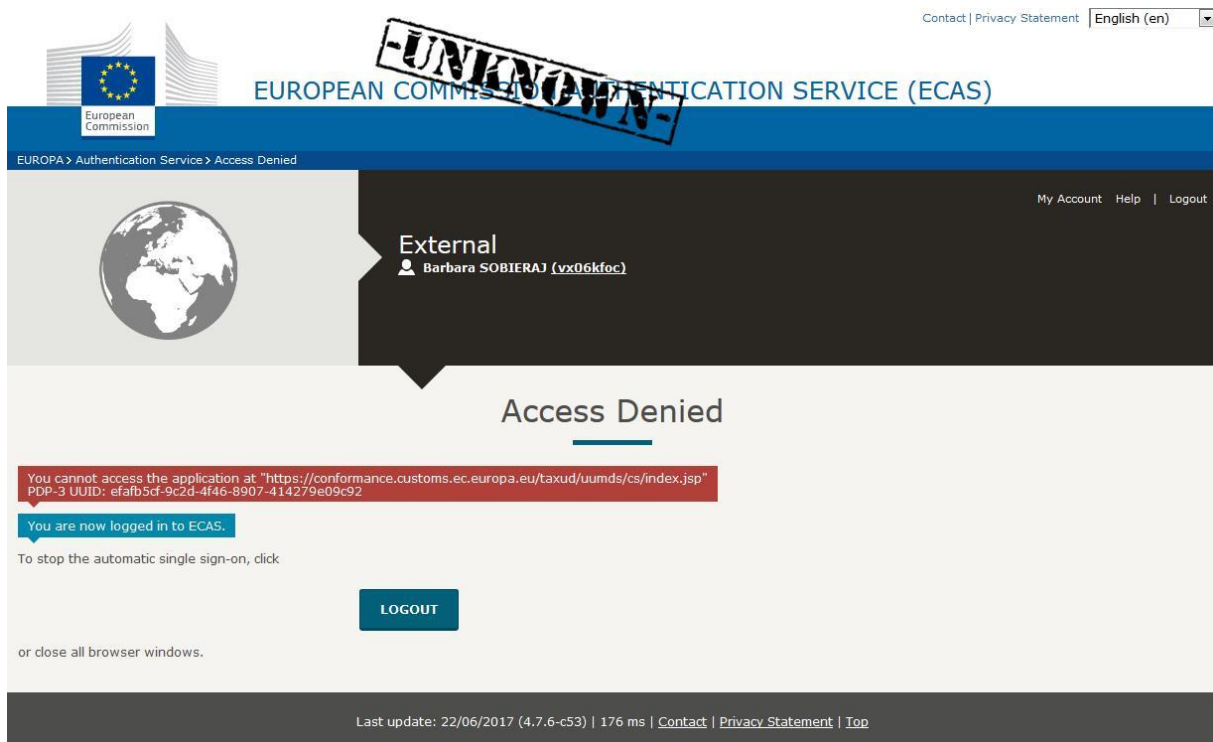 Contact | Privacy Statement English (en)
-UNKNOWN-
EUROPEAN COMMISSION AUTHENTICATION SERVICE (ECAS)
European
Commission
EUROPA > Authentication Service > Access Denied
My Account Help | Logout
External
Barbara SOBIERAJ (vx06kfoc)
Access Denied
You cannot access the application at "https://conformance.customs.ec.europa.eu/taxud/uumds/cs/index.jsp"
PDP-3 UUID: efafb5cf-9c2d-4f46-8907-414279e09c92
You are now logged in to ECAS.
To stop the automatic single sign-on, click
LOGOUT
or close all browser windows.
Last update: 22/06/2017 (4.7.6-c53) | 176 ms | Contact | Privacy Statement | Top